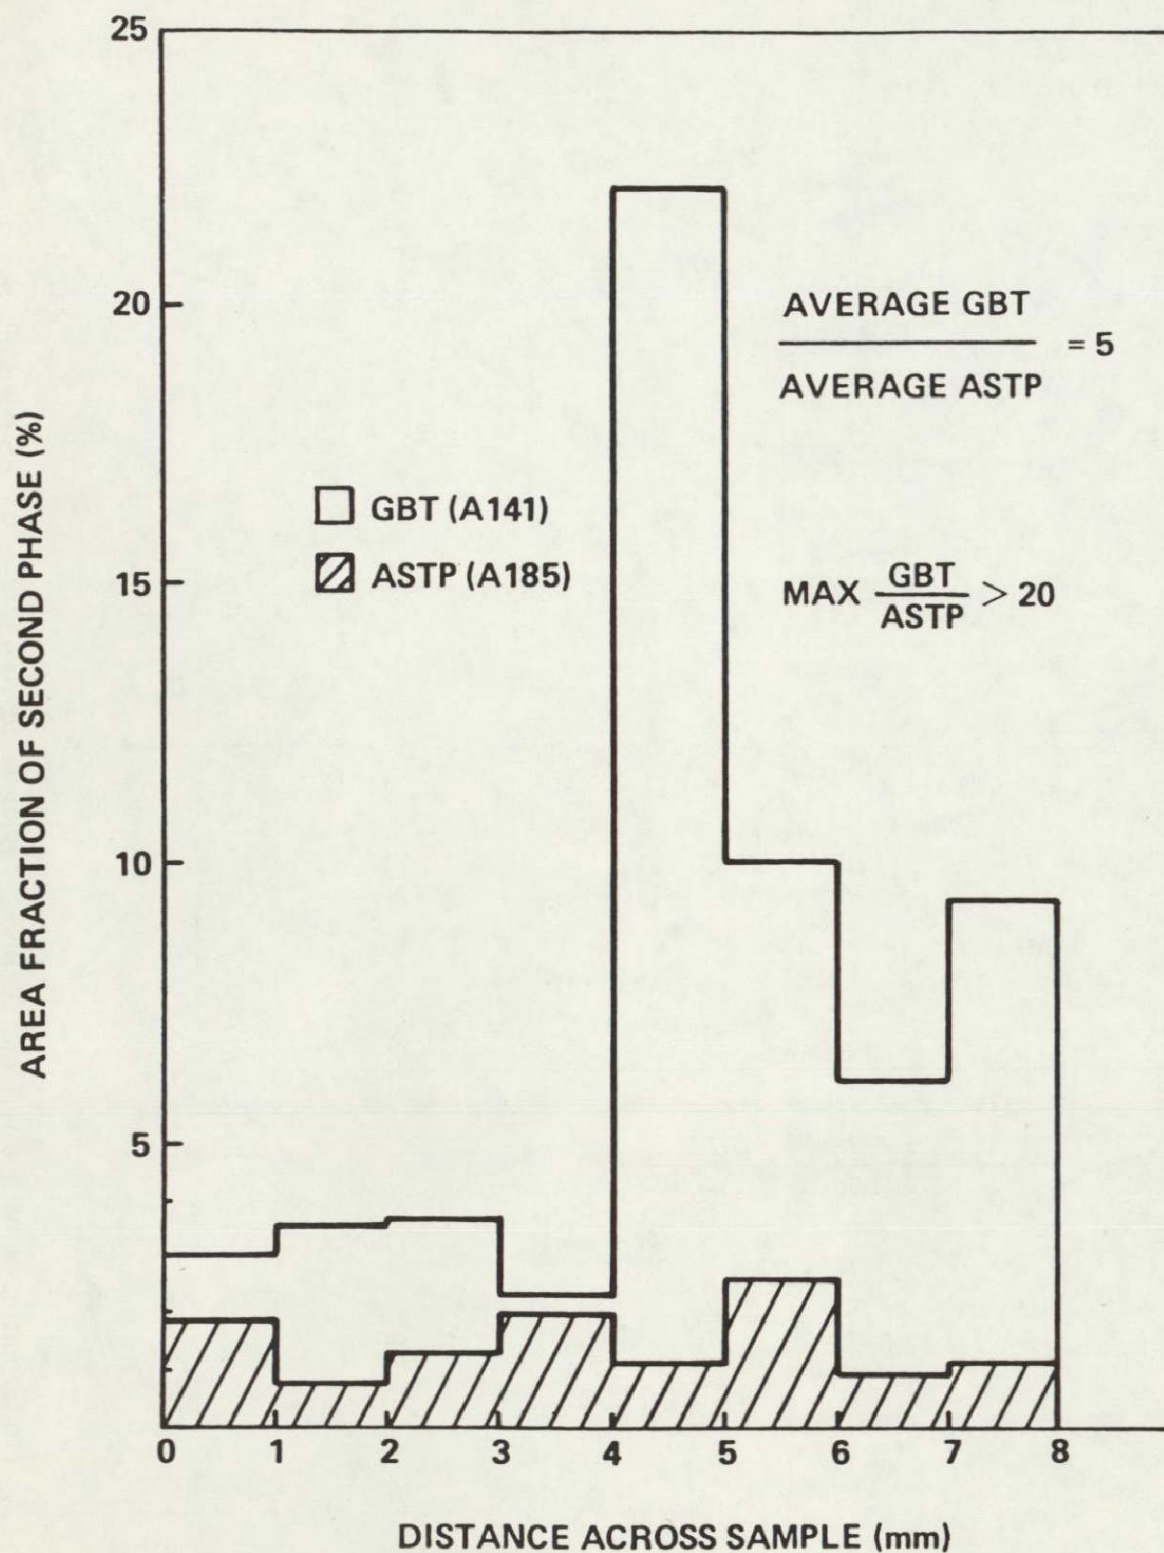 25
20
15
10
5
AREA FRACTION OF SECOND PHASE (%)
GBT (A141)
ASTP (A185)
AVERAGE GBT
AVERAGE ASTP
= 5
MAX GBT
ASTP
> 20
0 1 2 3 4 5 6 7 8
DISTANCE ACROSS SAMPLE (mm)